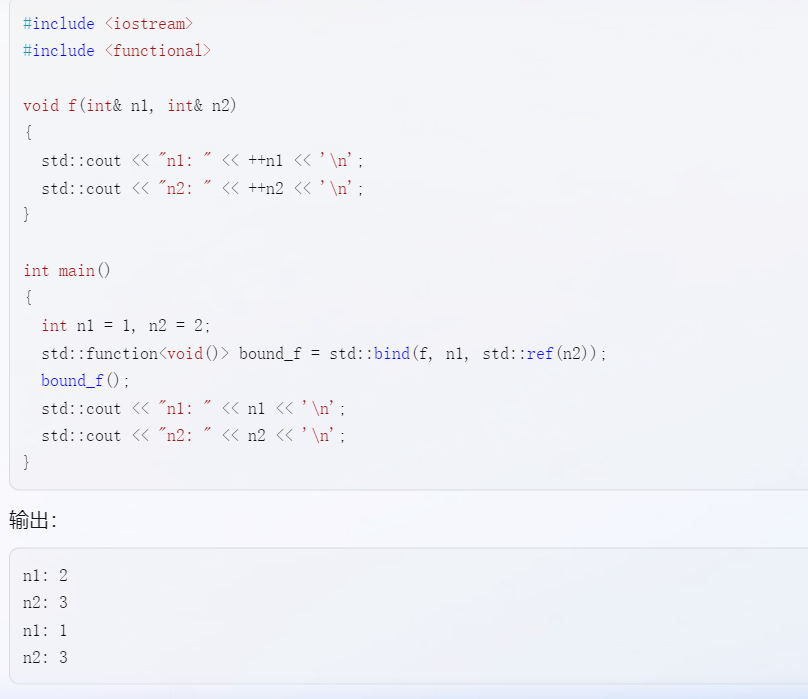 #include <iostream>
#include <functional>
void f(int& n1, int& n2)
{
  std::cout << "n1: " << ++n1 << '\n';
  std::cout << "n2: " << ++n2 << '\n';
}
int main()
{
  int n1 = 1, n2 = 2;
  std::function<void()> bound_f = std::bind(f, n1, std::ref(n2));
  bound_f();
  std::cout << "n1: " << n1 << '\n';
  std::cout << "n2: " << n2 << '\n';
}
输出:
n1: 2
n2: 3
n1: 1
n2: 3